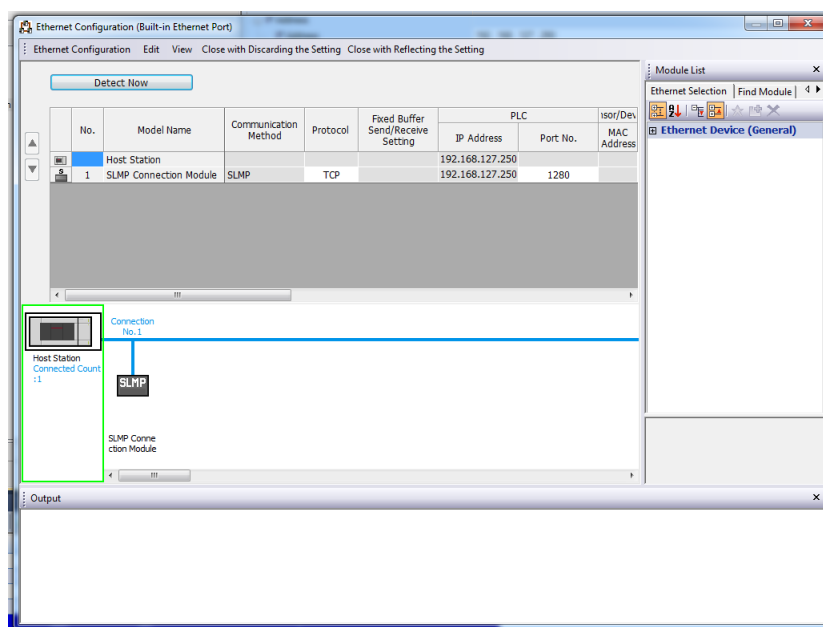 Ethernet Configuration (Built-in Ethernet Port)
Ethernet Configuration Edit View Close with Discarding the Setting Close with Reflecting the Setting
Module List
Detect Now
Ethernet Selection Find Module
No. Model Name Communication Method Protocol Fixed Buffer Send/Receive Setting PLC IP Address Port No. MAC Address
Ethernet Device (General)
Host Station 192.168.127.250
1 SLMP Connection Module SLMP TCP 192.168.127.250 1280
Connection
No.1
Host Station
Connected Count
:1
SLMP
SLMP Conne
ction Module
Output